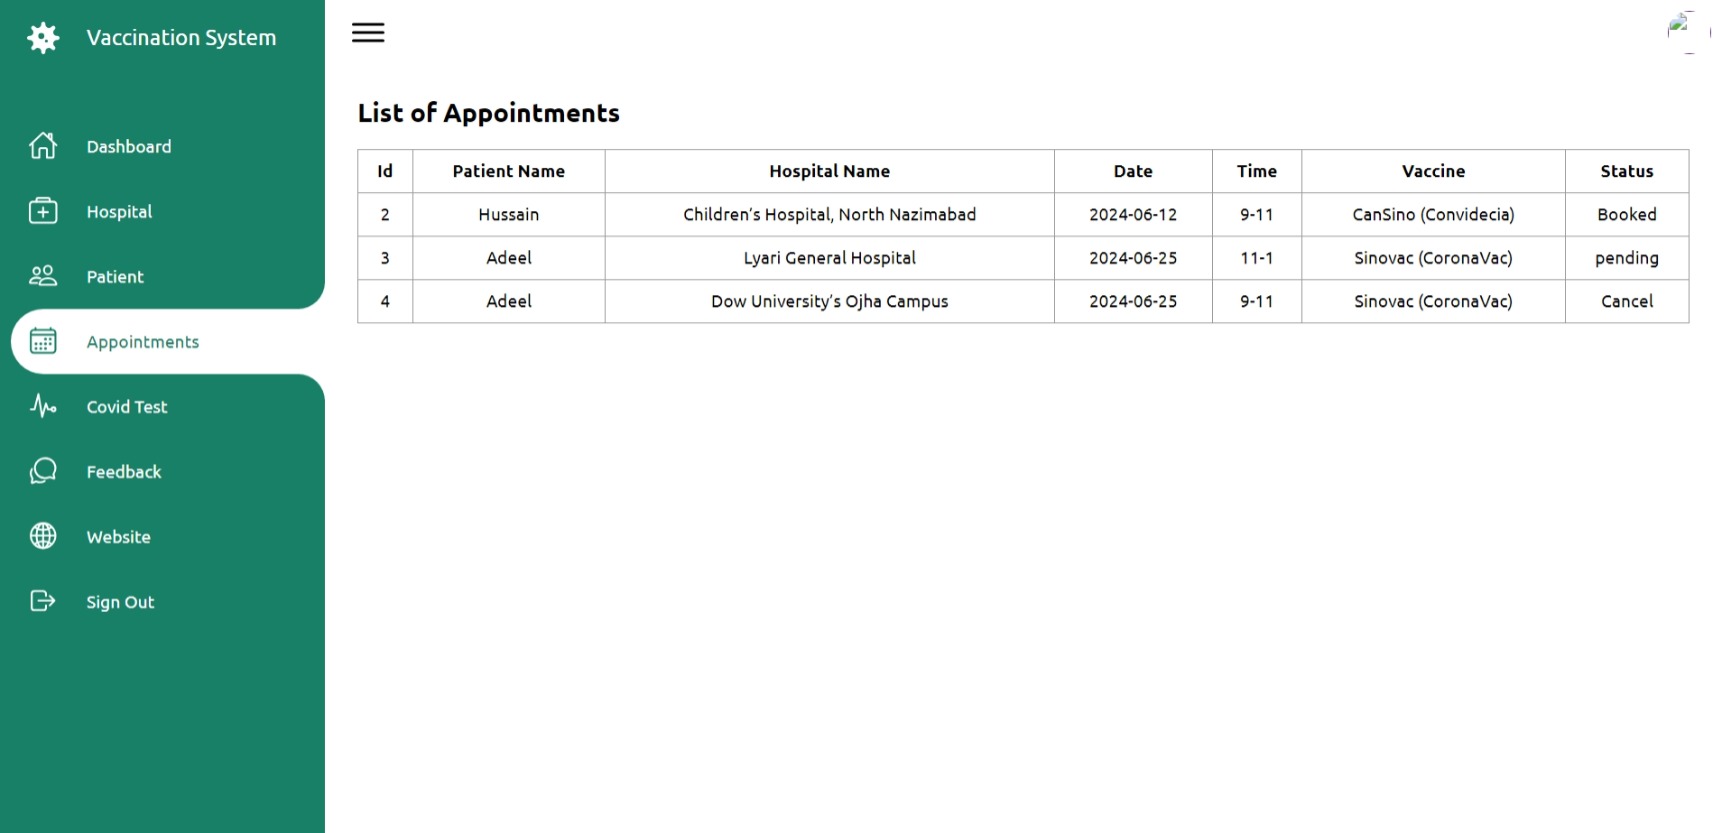 Vaccination System
Dashboard
Hospital
Patient
Appointments
Covid Test
Feedback
Website
Sign Out
List of Appointments
Id Patient Name Hospital Name Date Time Vaccine Status
2 Hussain Children’s Hospital, North Nazimabad 2024-06-12 9-11 CanSino (Convidecia) Booked
3 Adeel Lyari General Hospital 2024-06-25 11-1 Sinovac (CoronaVac) pending
4 Adeel Dow University’s Ojha Campus 2024-06-25 9-11 Sinovac (CoronaVac) Cancel